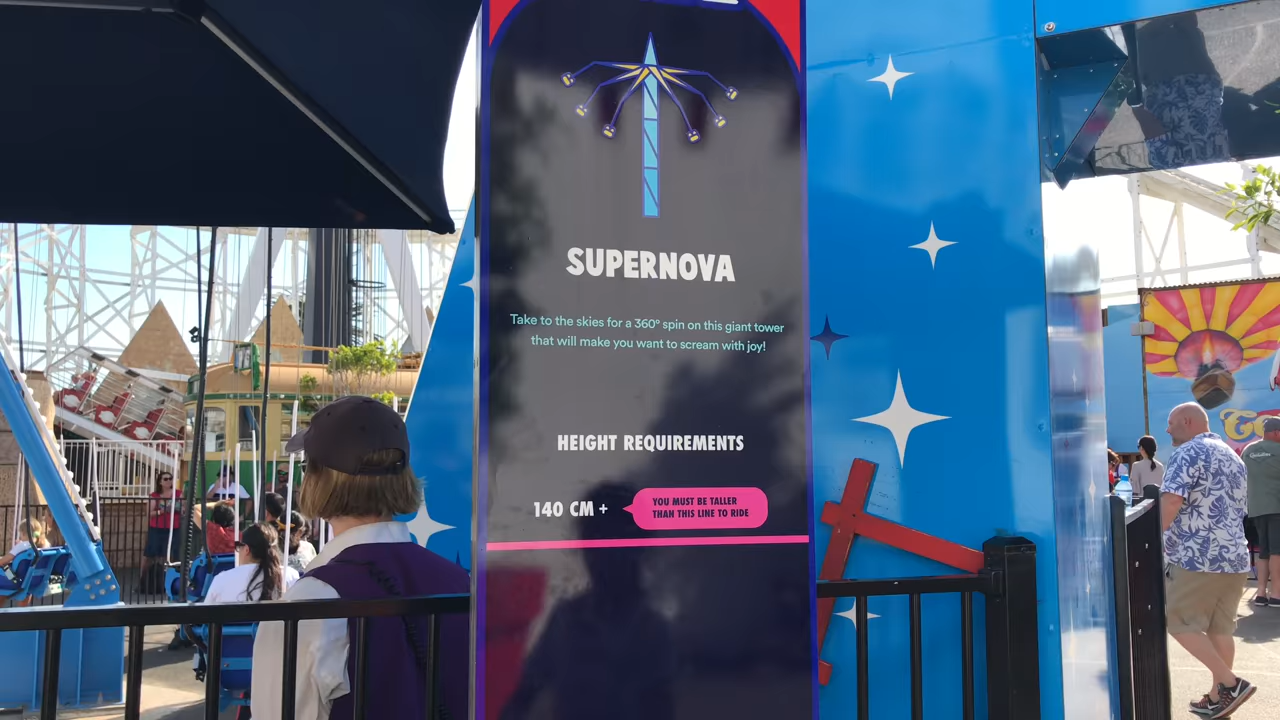 SUPERNOVA
Take to the skies for a 360° spin on this giant tower
that will make you want to scream with joy!
HEIGHT REQUIREMENTS
140 CM +
YOU MUST BE TALLER
THAN THIS LINE TO RIDE